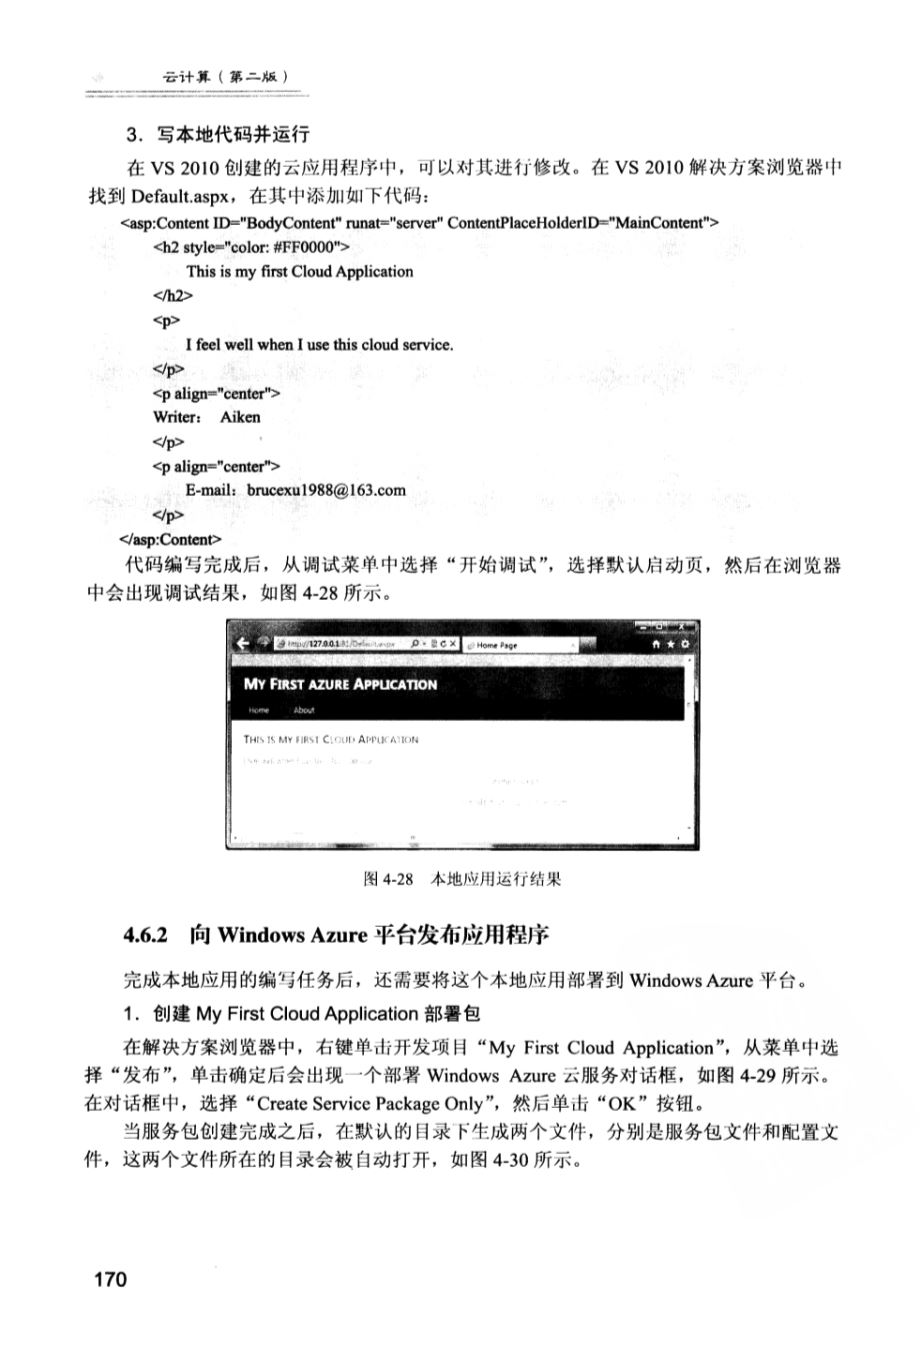 云计算(第二版)
3．写本地代码并运行
在 VS 2010 创建的云应用程序中，可以对其进行修改。在 VS 2010 解决方案浏览器中
找到 Default.aspx，在其中添加如下代码：
<asp:Content ID="BodyContent" runat="server" ContentPlaceHolderID="MainContent">
<h2 style="color: #FF0000">
This is my first Cloud Application
</h2>
<p>
I feel well when I use this cloud service.
</p>
<p align="center">
Writer： Aiken
</p>
<p align="center">
E-mail：brucexu1988@163.com
</p>
</asp:Content>
代码编写完成后，从调试菜单中选择“开始调试”，选择默认启动页，然后在浏览器
中会出现调试结果，如图 4-28 所示。
http://127.0.0.1:81/Default.aspx Home Page
MY FIRST AZURE APPLICATION
Home About
THIS IS MY FIRST CLOUD APPLICATION
图 4-28 本地应用运行结果
4.6.2 向 Windows Azure 平台发布应用程序
完成本地应用的编写任务后，还需要将这个本地应用部署到 Windows Azure 平台。
1．创建 My First Cloud Application 部署包
在解决方案浏览器中，右键单击开发项目“My First Cloud Application”，从菜单中选
择“发布”，单击确定后会出现一个部署 Windows Azure 云服务对话框，如图 4-29 所示。
在对话框中，选择“Create Service Package Only”，然后单击“OK”按钮。
当服务包创建完成之后，在默认的目录下生成两个文件，分别是服务包文件和配置文
件，这两个文件所在的目录会被自动打开，如图 4-30 所示。
170